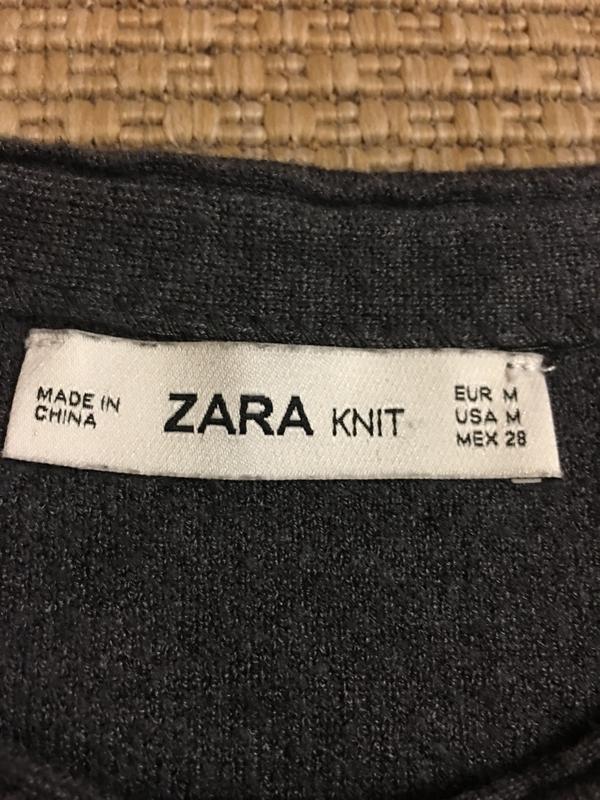 MADE IN
CHINA
ZARA KNIT
EUR M
USA M
MEX 28